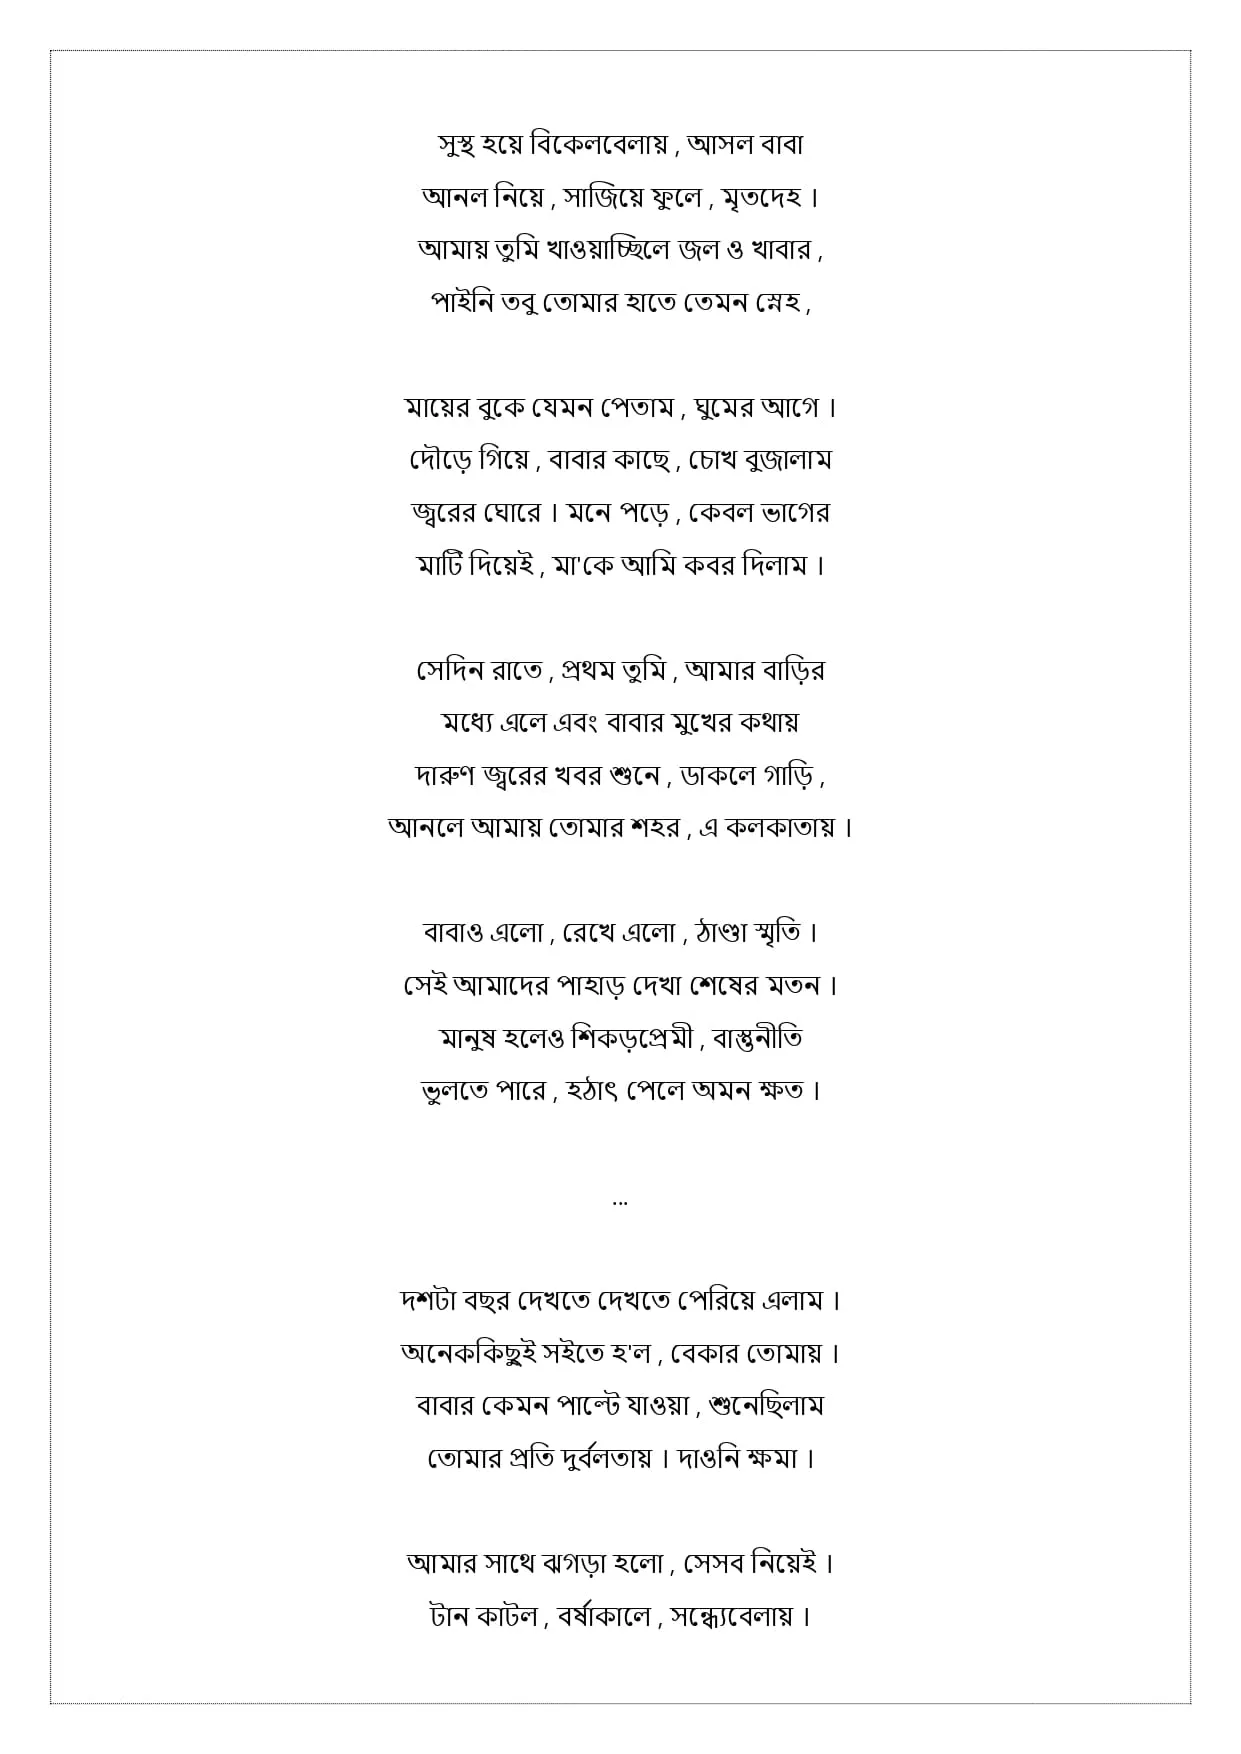 সুস্থ হয়ে বিকেলবেলায় , আসল বাবা
আনল নিয়ে , সাজিয়ে ফুলে , মৃতদেহ ।
আমায় তুমি খাওয়াচ্ছিলে জল ও খাবার ,
পাইনি তবু তোমার হাতে তেমন স্নেহ ,
মায়ের বুকে যেমন পেতাম , ঘুমের আগে ।
দৌড়ে গিয়ে , বাবার কাছে , চোখ বুজালাম
জ্বরের ঘোরে । মনে পড়ে , কেবল ভাগের
মাটি দিয়েই , মা'কে আমি কবর দিলাম ।
সেদিন রাতে , প্রথম তুমি , আমার বাড়ির
মধ্যে এলে এবং বাবার মুখের কথায়
দারুণ জ্বরের খবর শুনে , ডাকলে গাড়ি ,
আনলে আমায় তোমার শহর , এ কলকাতায় ।
বাবাও এলো , রেখে এলো , ঠাণ্ডা স্মৃতি ।
সেই আমাদের পাহাড় দেখা শেষের মতন ।
মানুষ হলেও শিকড়প্রেমী , বাস্তুনীতি
ভুলতে পারে , হঠাৎ পেলে অমন ক্ষত ।
...
দশটা বছর দেখতে দেখতে পেরিয়ে এলাম ।
অনেককিছুই সইতে হ'ল , বেকার তোমায় ।
বাবার কেমন পাল্টে যাওয়া , শুনেছিলাম
তোমার প্রতি দুর্বলতায় । দাওনি ক্ষমা ।
আমার সাথে ঝগড়া হলো , সেসব নিয়েই ।
টান কাটল , বর্ষাকালে , সন্ধ্যেবেলায় ।